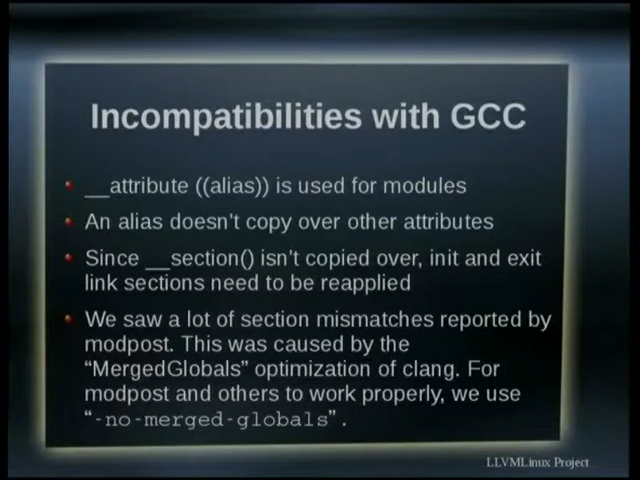 Incompatibilities with GCC
__attribute ((alias)) is used for modules
An alias doesn't copy over other attributes
Since __section() isn't copied over, init and exit
link sections need to be reapplied
We saw a lot of section mismatches reported by
modpost. This was caused by the
“MergedGlobals” optimization of clang. For
modpost and others to work properly, we use
“-no-merged-globals”.
LLVMLinux Project